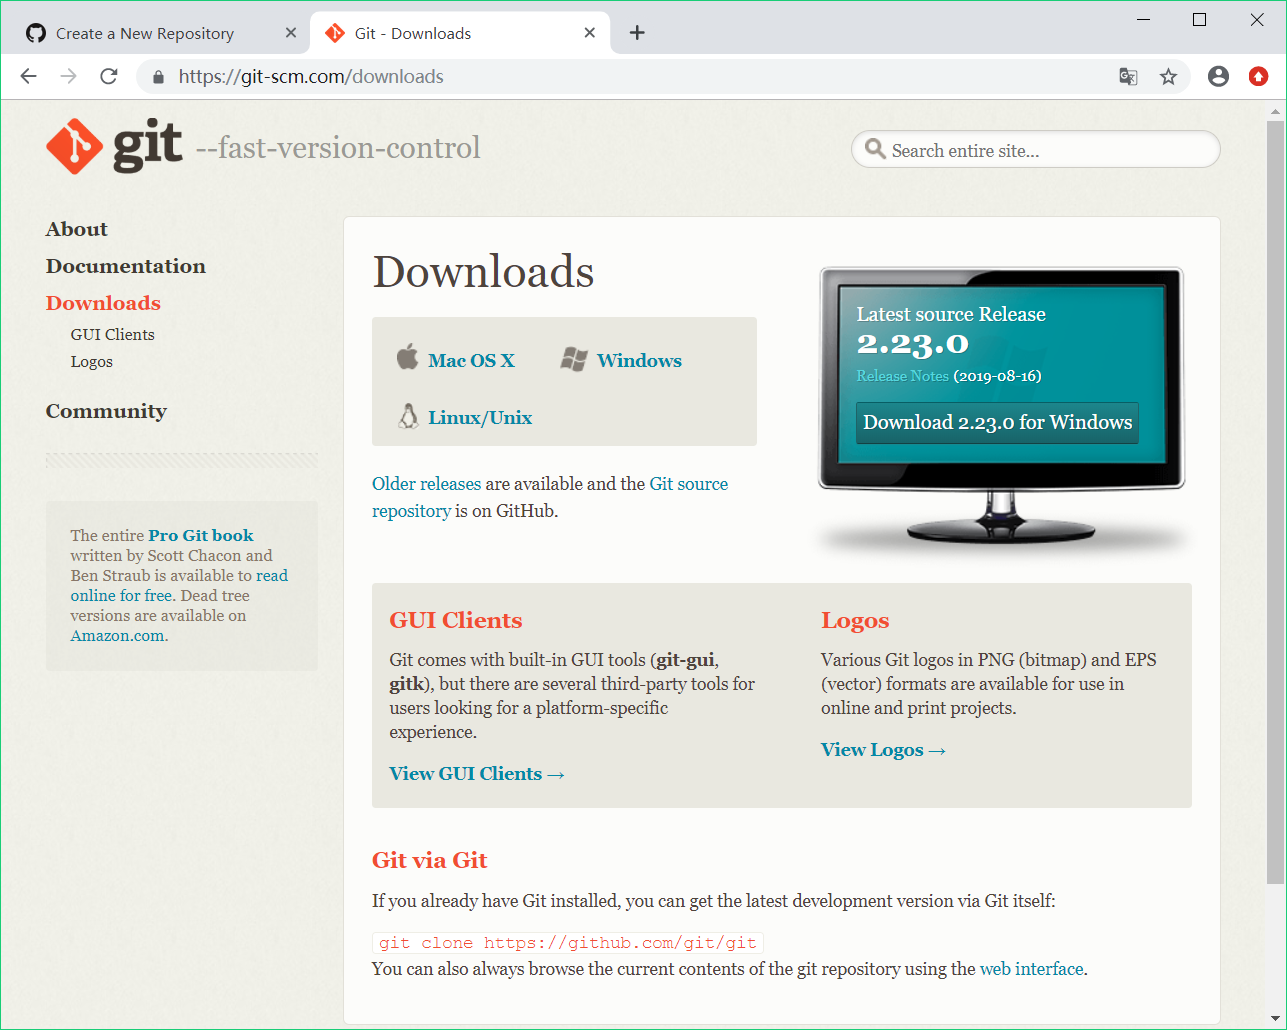 Create a New Repository
Git - Downloads
https://git-scm.com/downloads
git --fast-version-control
Search entire site...
About
Documentation
Downloads
GUI Clients
Logos
Community
The entire Pro Git book
written by Scott Chacon and
Ben Straub is available to read
online for free. Dead tree
versions are available on
Amazon.com.
Downloads
Mac OS X
Windows
Linux/Unix
Older releases are available and the Git source
repository is on GitHub.
Latest source Release
2.23.0
Release Notes (2019-08-16)
Download 2.23.0 for Windows
GUI Clients
Git comes with built-in GUI tools (git-gui,
gitk), but there are several third-party tools for
users looking for a platform-specific
experience.
View GUI Clients →
Logos
Various Git logos in PNG (bitmap) and EPS
(vector) formats are available for use in
online and print projects.
View Logos →
Git via Git
If you already have Git installed, you can get the latest development version via Git itself:
git clone https://github.com/git/git
You can also always browse the current contents of the git repository using the web interface.